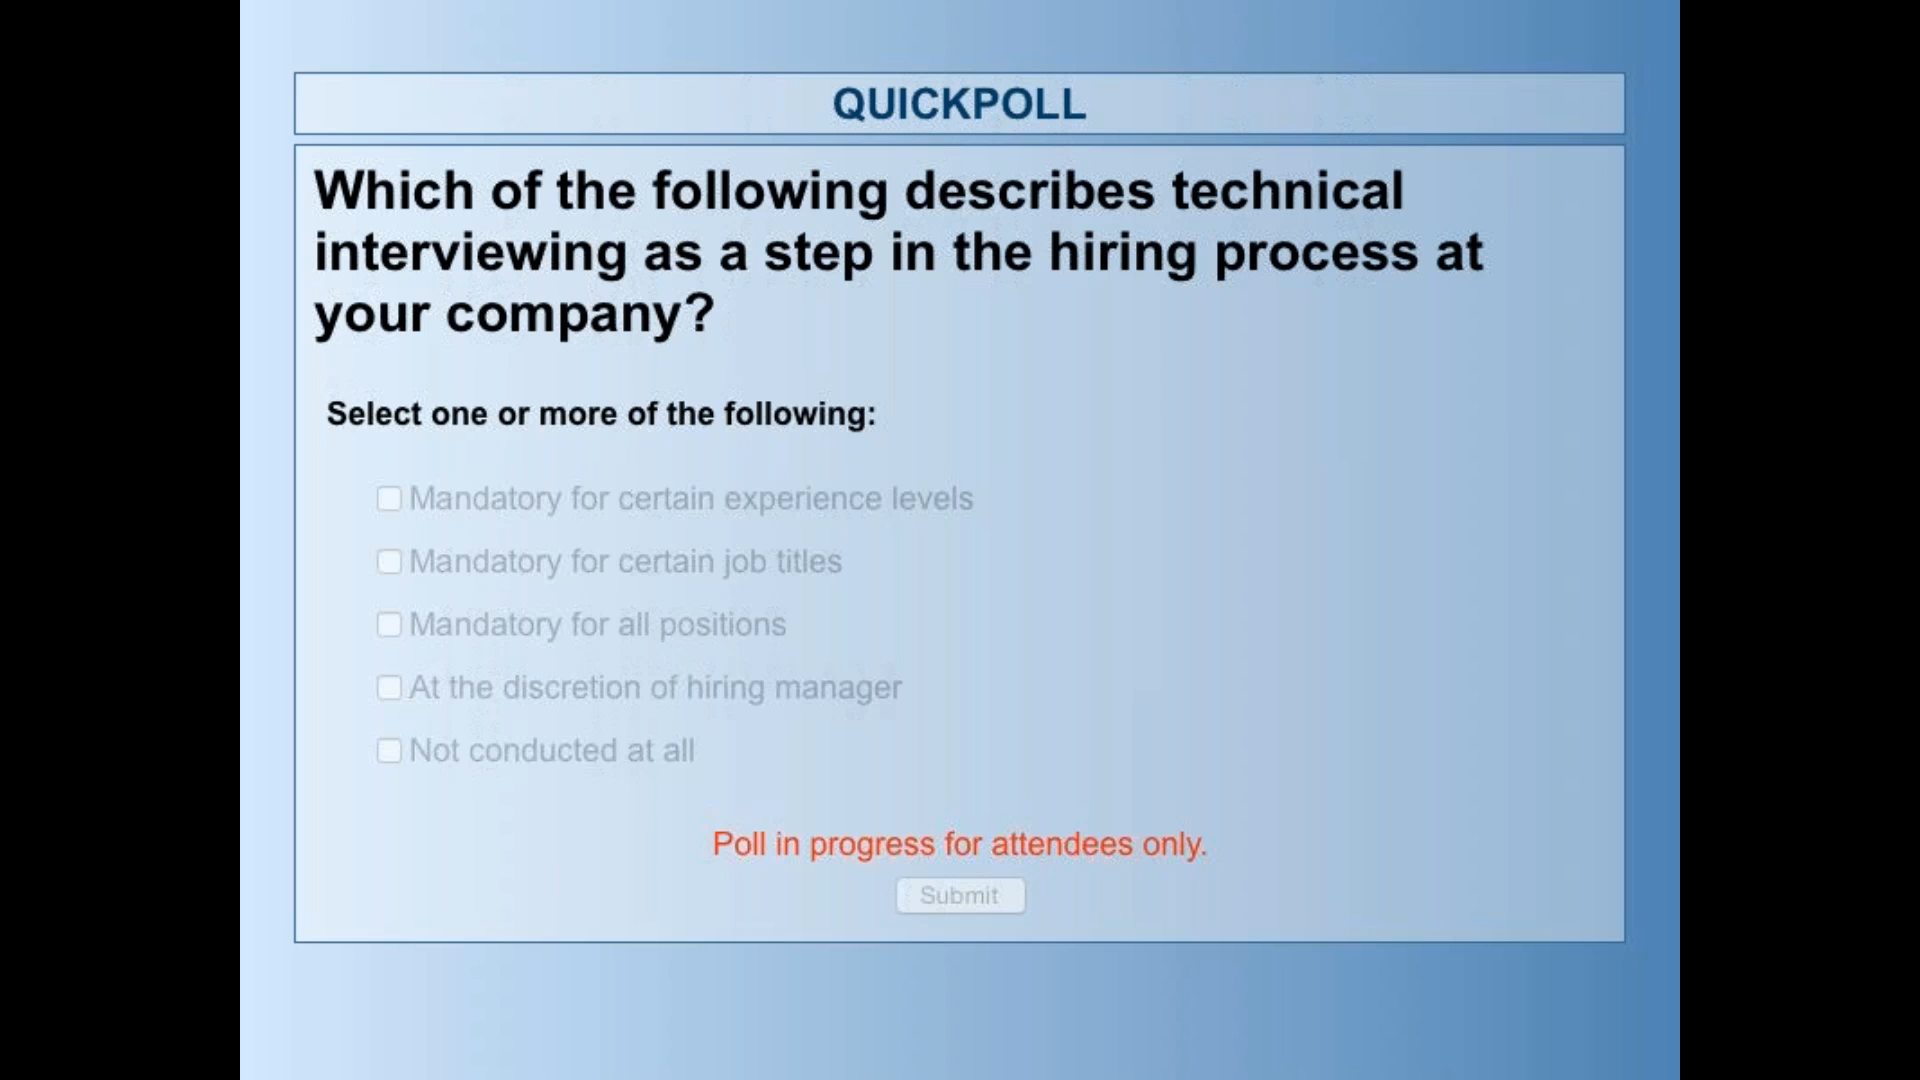 QUICKPOLL
Which of the following describes technical
interviewing as a step in the hiring process at
your company?
Select one or more of the following:
Mandatory for certain experience levels
Mandatory for certain job titles
Mandatory for all positions
At the discretion of hiring manager
Not conducted at all
Poll in progress for attendees only.
Submit